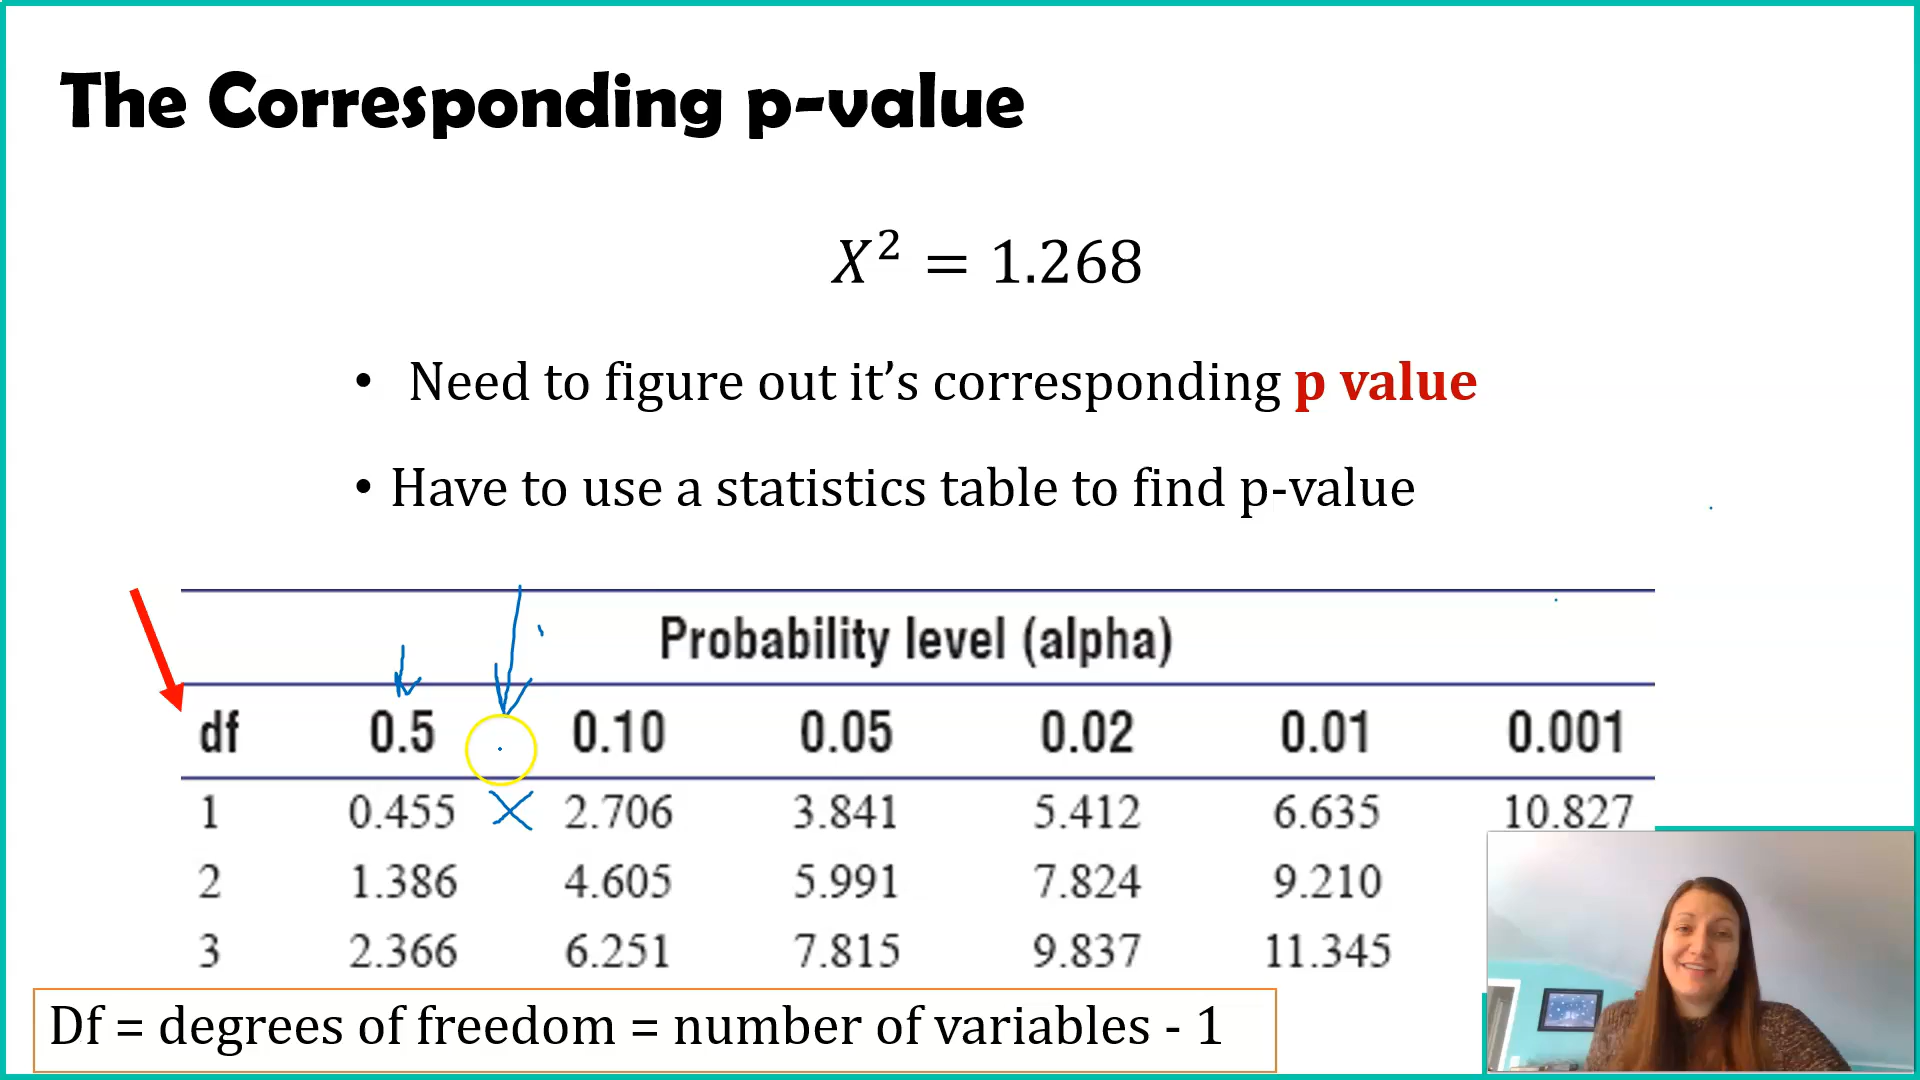 The Corresponding p-value
X² = 1.268
• Need to figure out it’s corresponding p value
• Have to use a statistics table to find p-value
Probability level (alpha)
df 0.5 0.10 0.05 0.02 0.01 0.001
1 0.455 X 2.706 3.841 5.412 6.635 10.827
2 1.386 4.605 5.991 7.824 9.210
3 2.366 6.251 7.815 9.837 11.345
Df = degrees of freedom = number of variables - 1